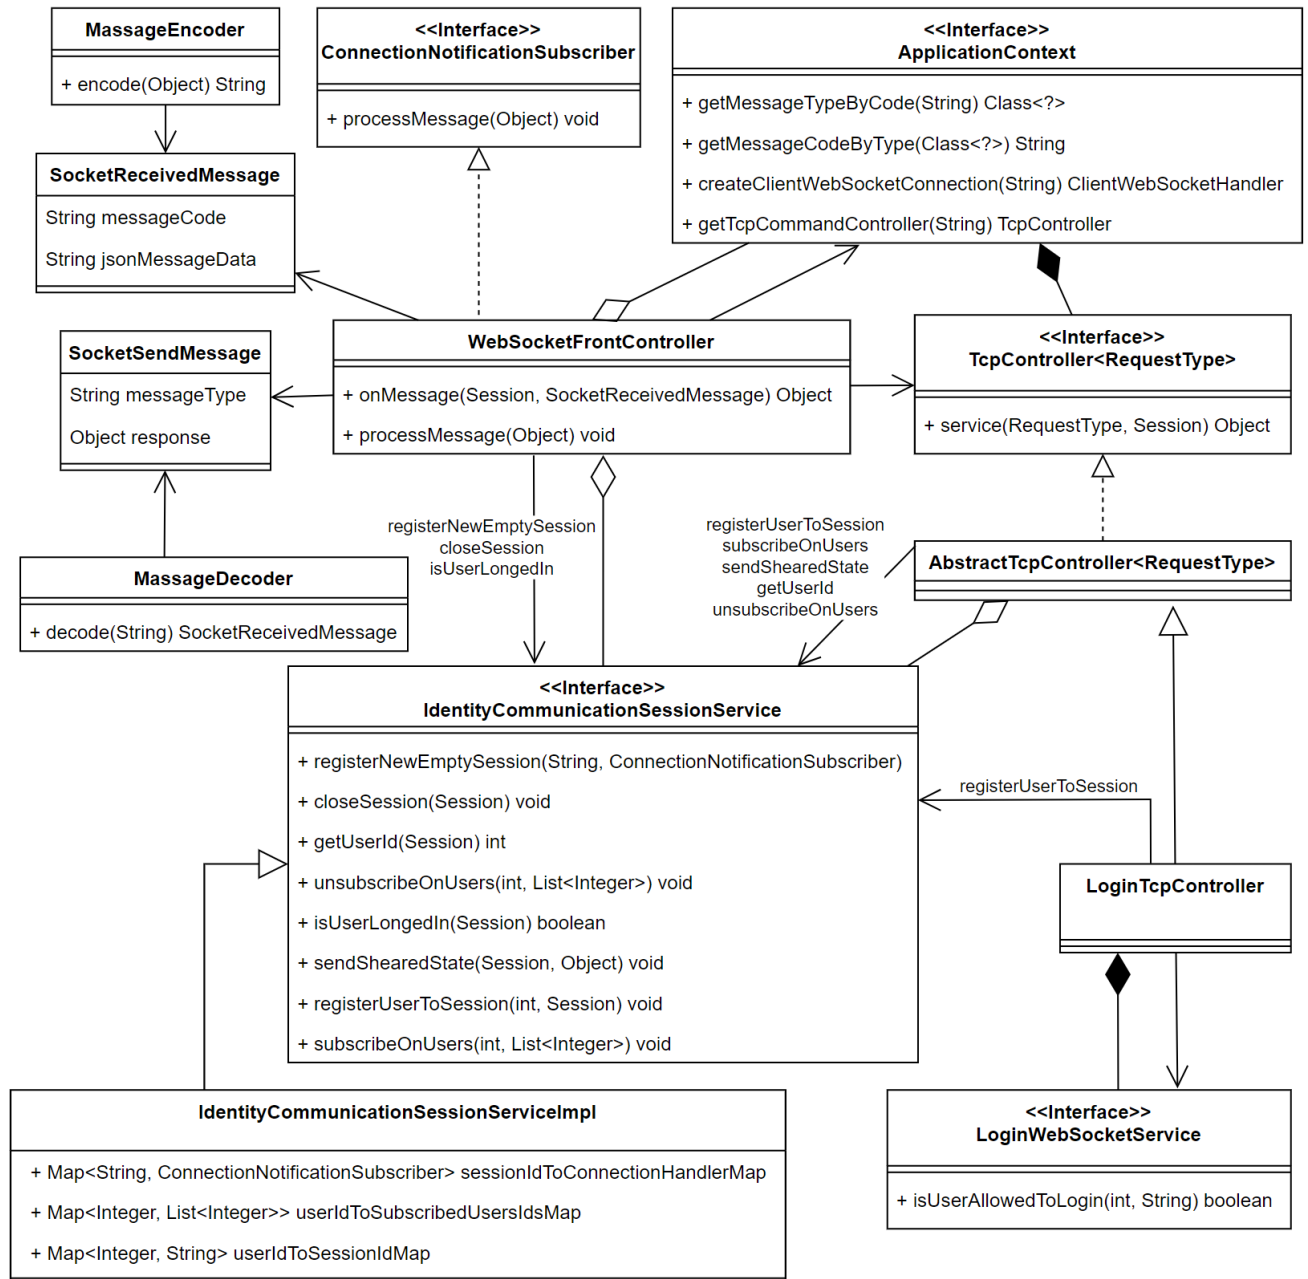 MassageEncoder
+ encode(Object) String
<<Interface>>
ConnectionNotificationSubscriber
+ processMessage(Object) void
<<Interface>>
ApplicationContext
+ getMessageTypeByCode(String) Class<?>
+ getMessageCodeByType(Class<?>) String
+ createClientWebSocketConnection(String) ClientWebSocketHandler
+ getTcpCommandController(String) TcpController
SocketReceivedMessage
String messageCode
String jsonMessageData
SocketSendMessage
String messageType
Object response
WebSocketFrontController
+ onMessage(Session, SocketReceivedMessage) Object
+ processMessage(Object) void
<<Interface>>
TcpController<RequestType>
+ service(RequestType, Session) Object
registerNewEmptySession
closeSession
isUserLongedIn
registerUserToSession
subscribeOnUsers
sendShearedState
getUserId
unsubscribeOnUsers
AbstractTcpController<RequestType>
MassageDecoder
+ decode(String) SocketReceivedMessage
<<Interface>>
IdentityCommunicationSessionService
+ registerNewEmptySession(String, ConnectionNotificationSubscriber)
+ closeSession(Session) void
+ getUserId(Session) int
+ unsubscribeOnUsers(int, List<Integer>) void
+ isUserLongedIn(Session) boolean
+ sendShearedState(Session, Object) void
+ registerUserToSession(int, Session) void
+ subscribeOnUsers(int, List<Integer>) void
registerUserToSession
LoginTcpController
IdentityCommunicationSessionServiceImpl
+ Map<String, ConnectionNotificationSubscriber> sessionIdToConnectionHandlerMap
+ Map<Integer, List<Integer>> userIdToSubscribedUsersIdsMap
+ Map<Integer, String> userIdToSessionIdMap
<<Interface>>
LoginWebSocketService
+ isUserAllowedToLogin(int, String) boolean